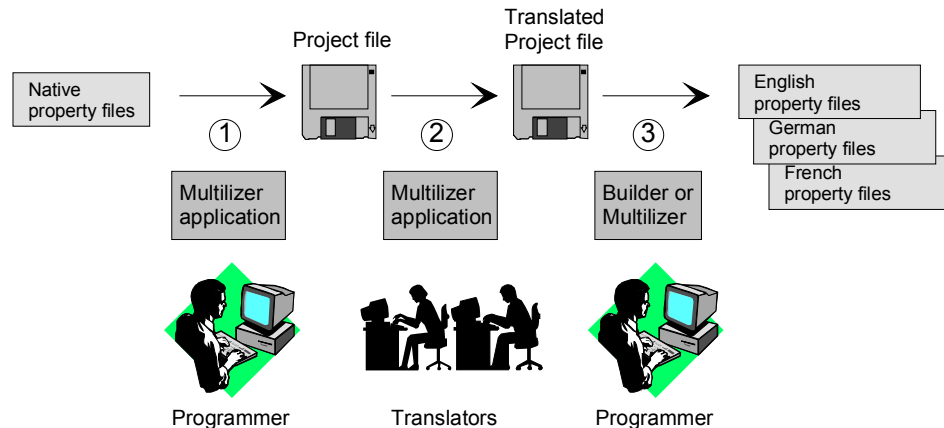 Project file
Translated
Project file
Native
property files
English
property files
German
property files
French
property files
1
2
3
Multilizer
application
Multilizer
application
Builder or
Multilizer
Programmer
Translators
Programmer